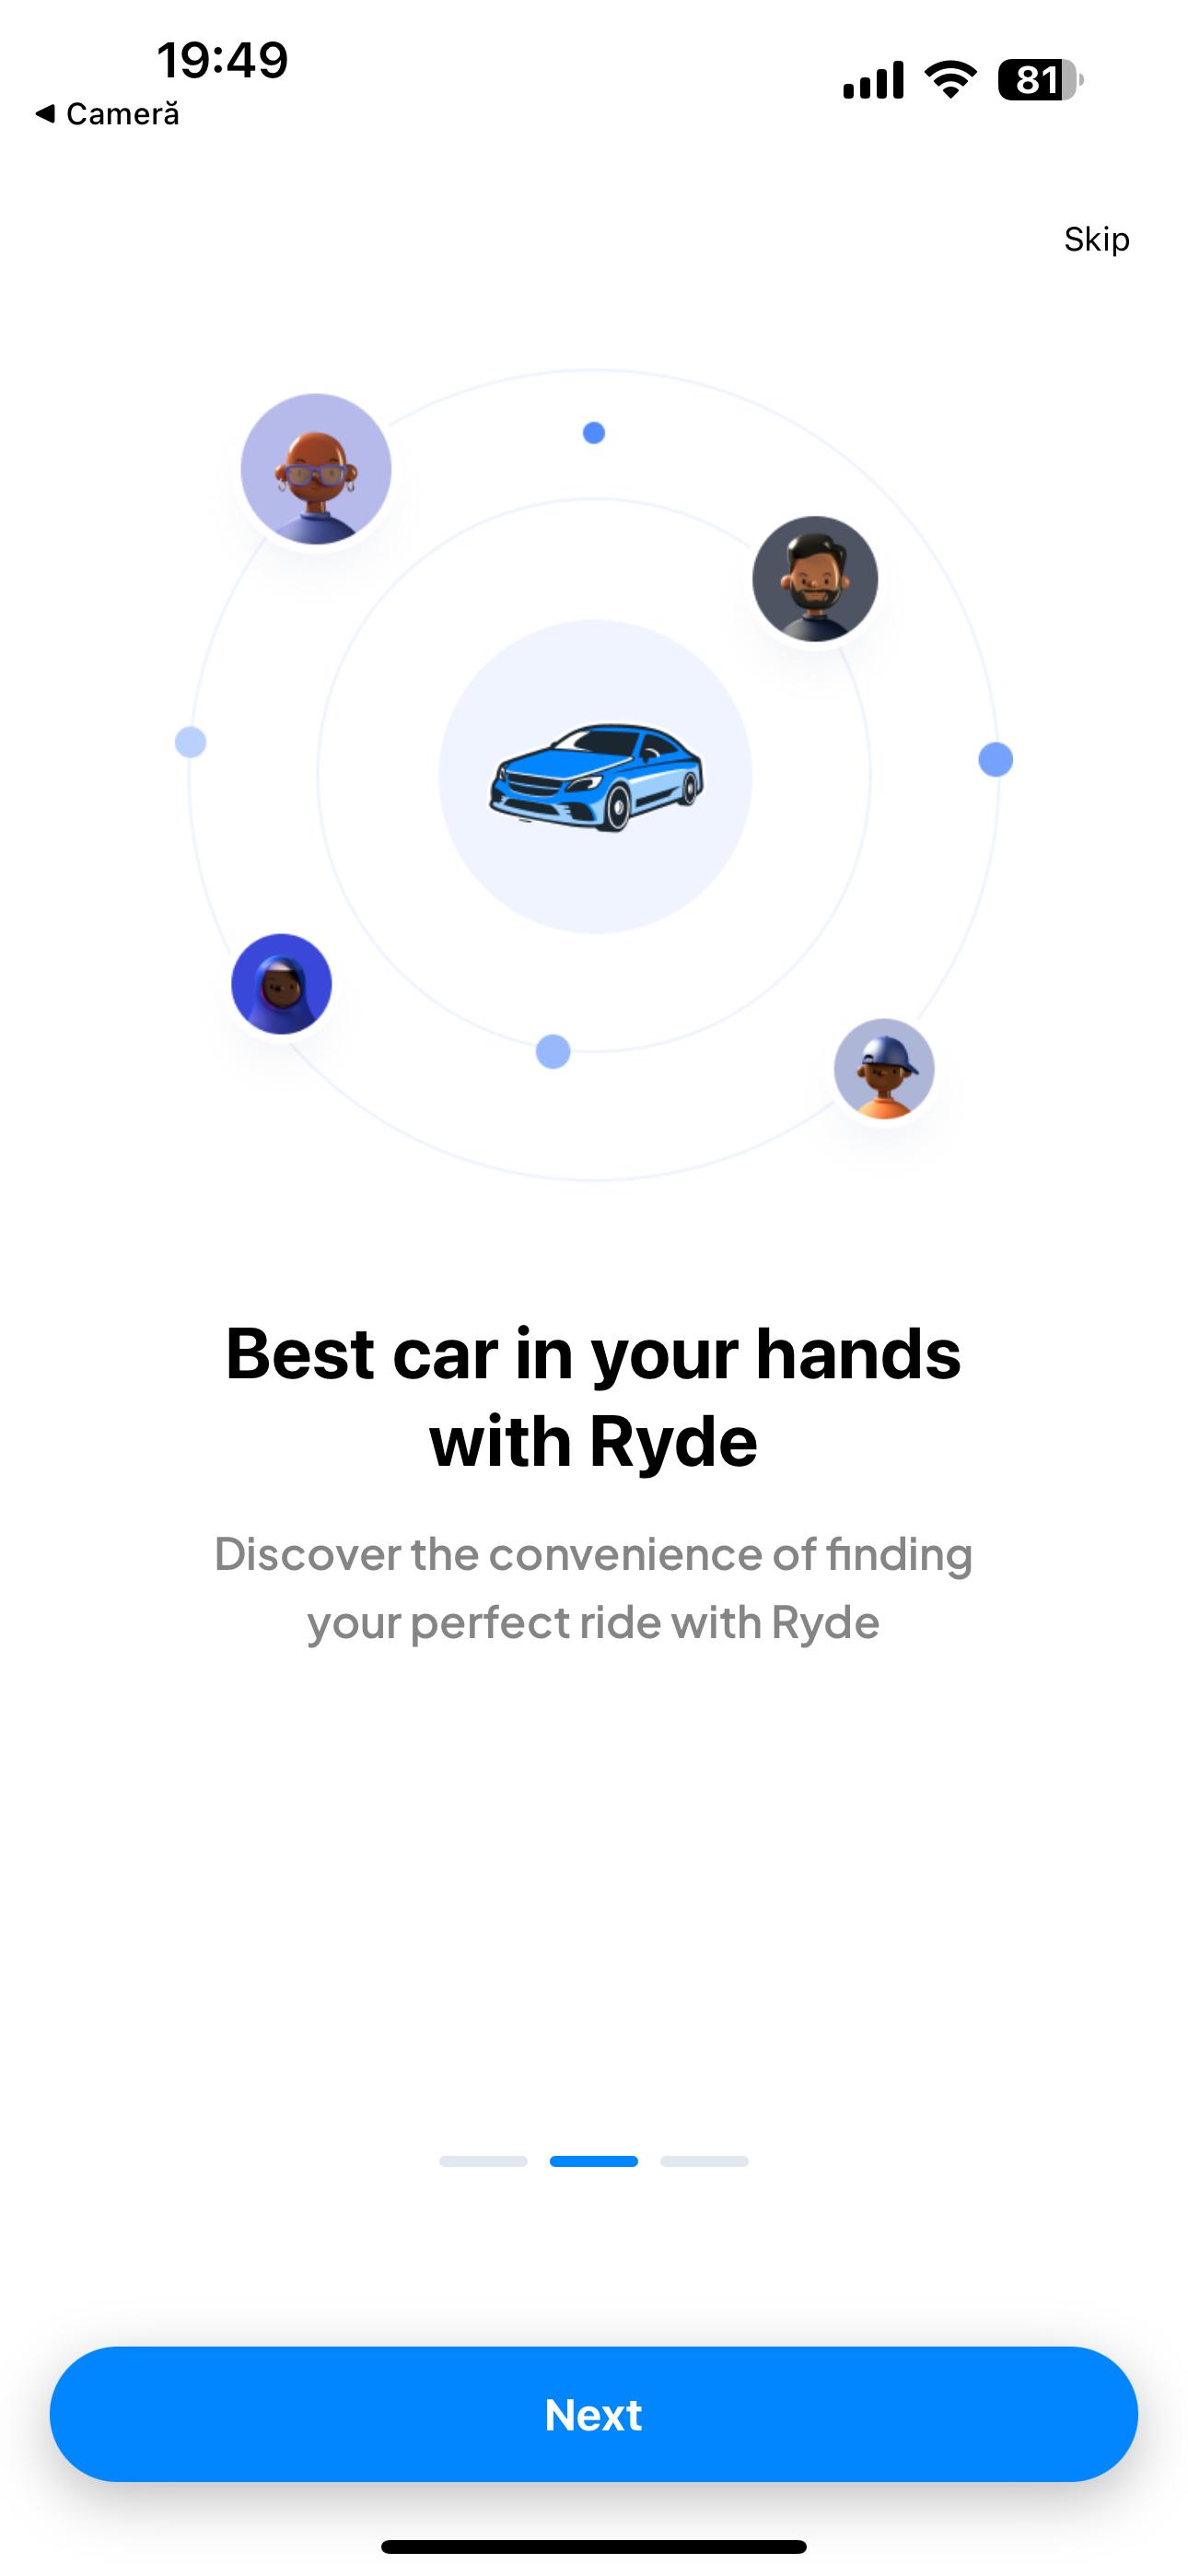 19:49
81
◀ Cameră
Skip
Best car in your hands
with Ryde
Discover the convenience of finding
your perfect ride with Ryde
Next